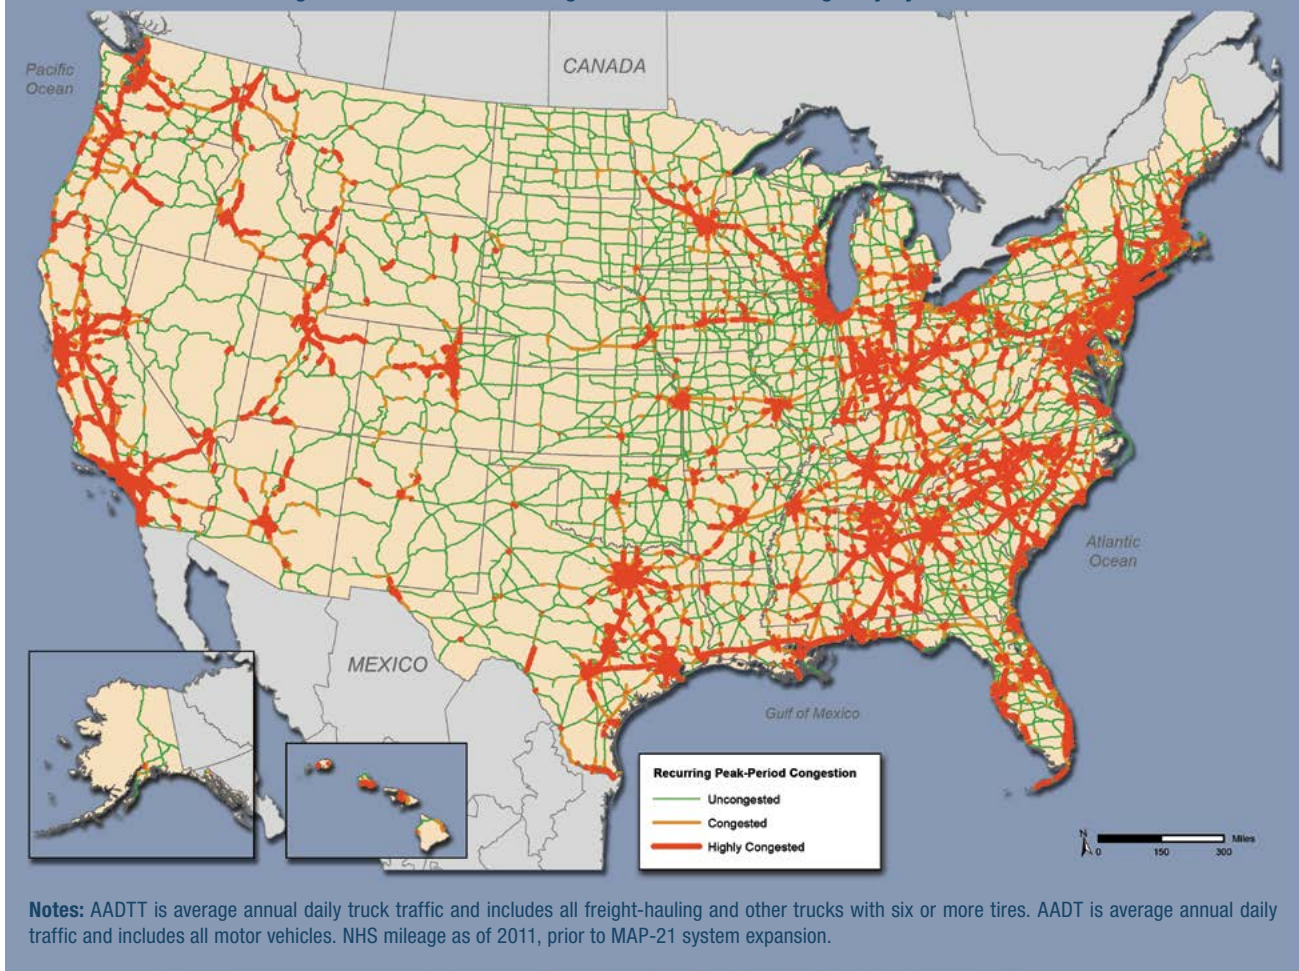 Pacific
Ocean
CANADA
Atlantic
Ocean
MEXICO
Gulf of Mexico
Recurring Peak-Period Congestion
Uncongested
Congested
Highly Congested
N
0 150 300 Miles
Notes: AADTT is average annual daily truck traffic and includes all freight-hauling and other trucks with six or more tires. AADT is average annual daily
traffic and includes all motor vehicles. NHS mileage as of 2011, prior to MAP-21 system expansion.